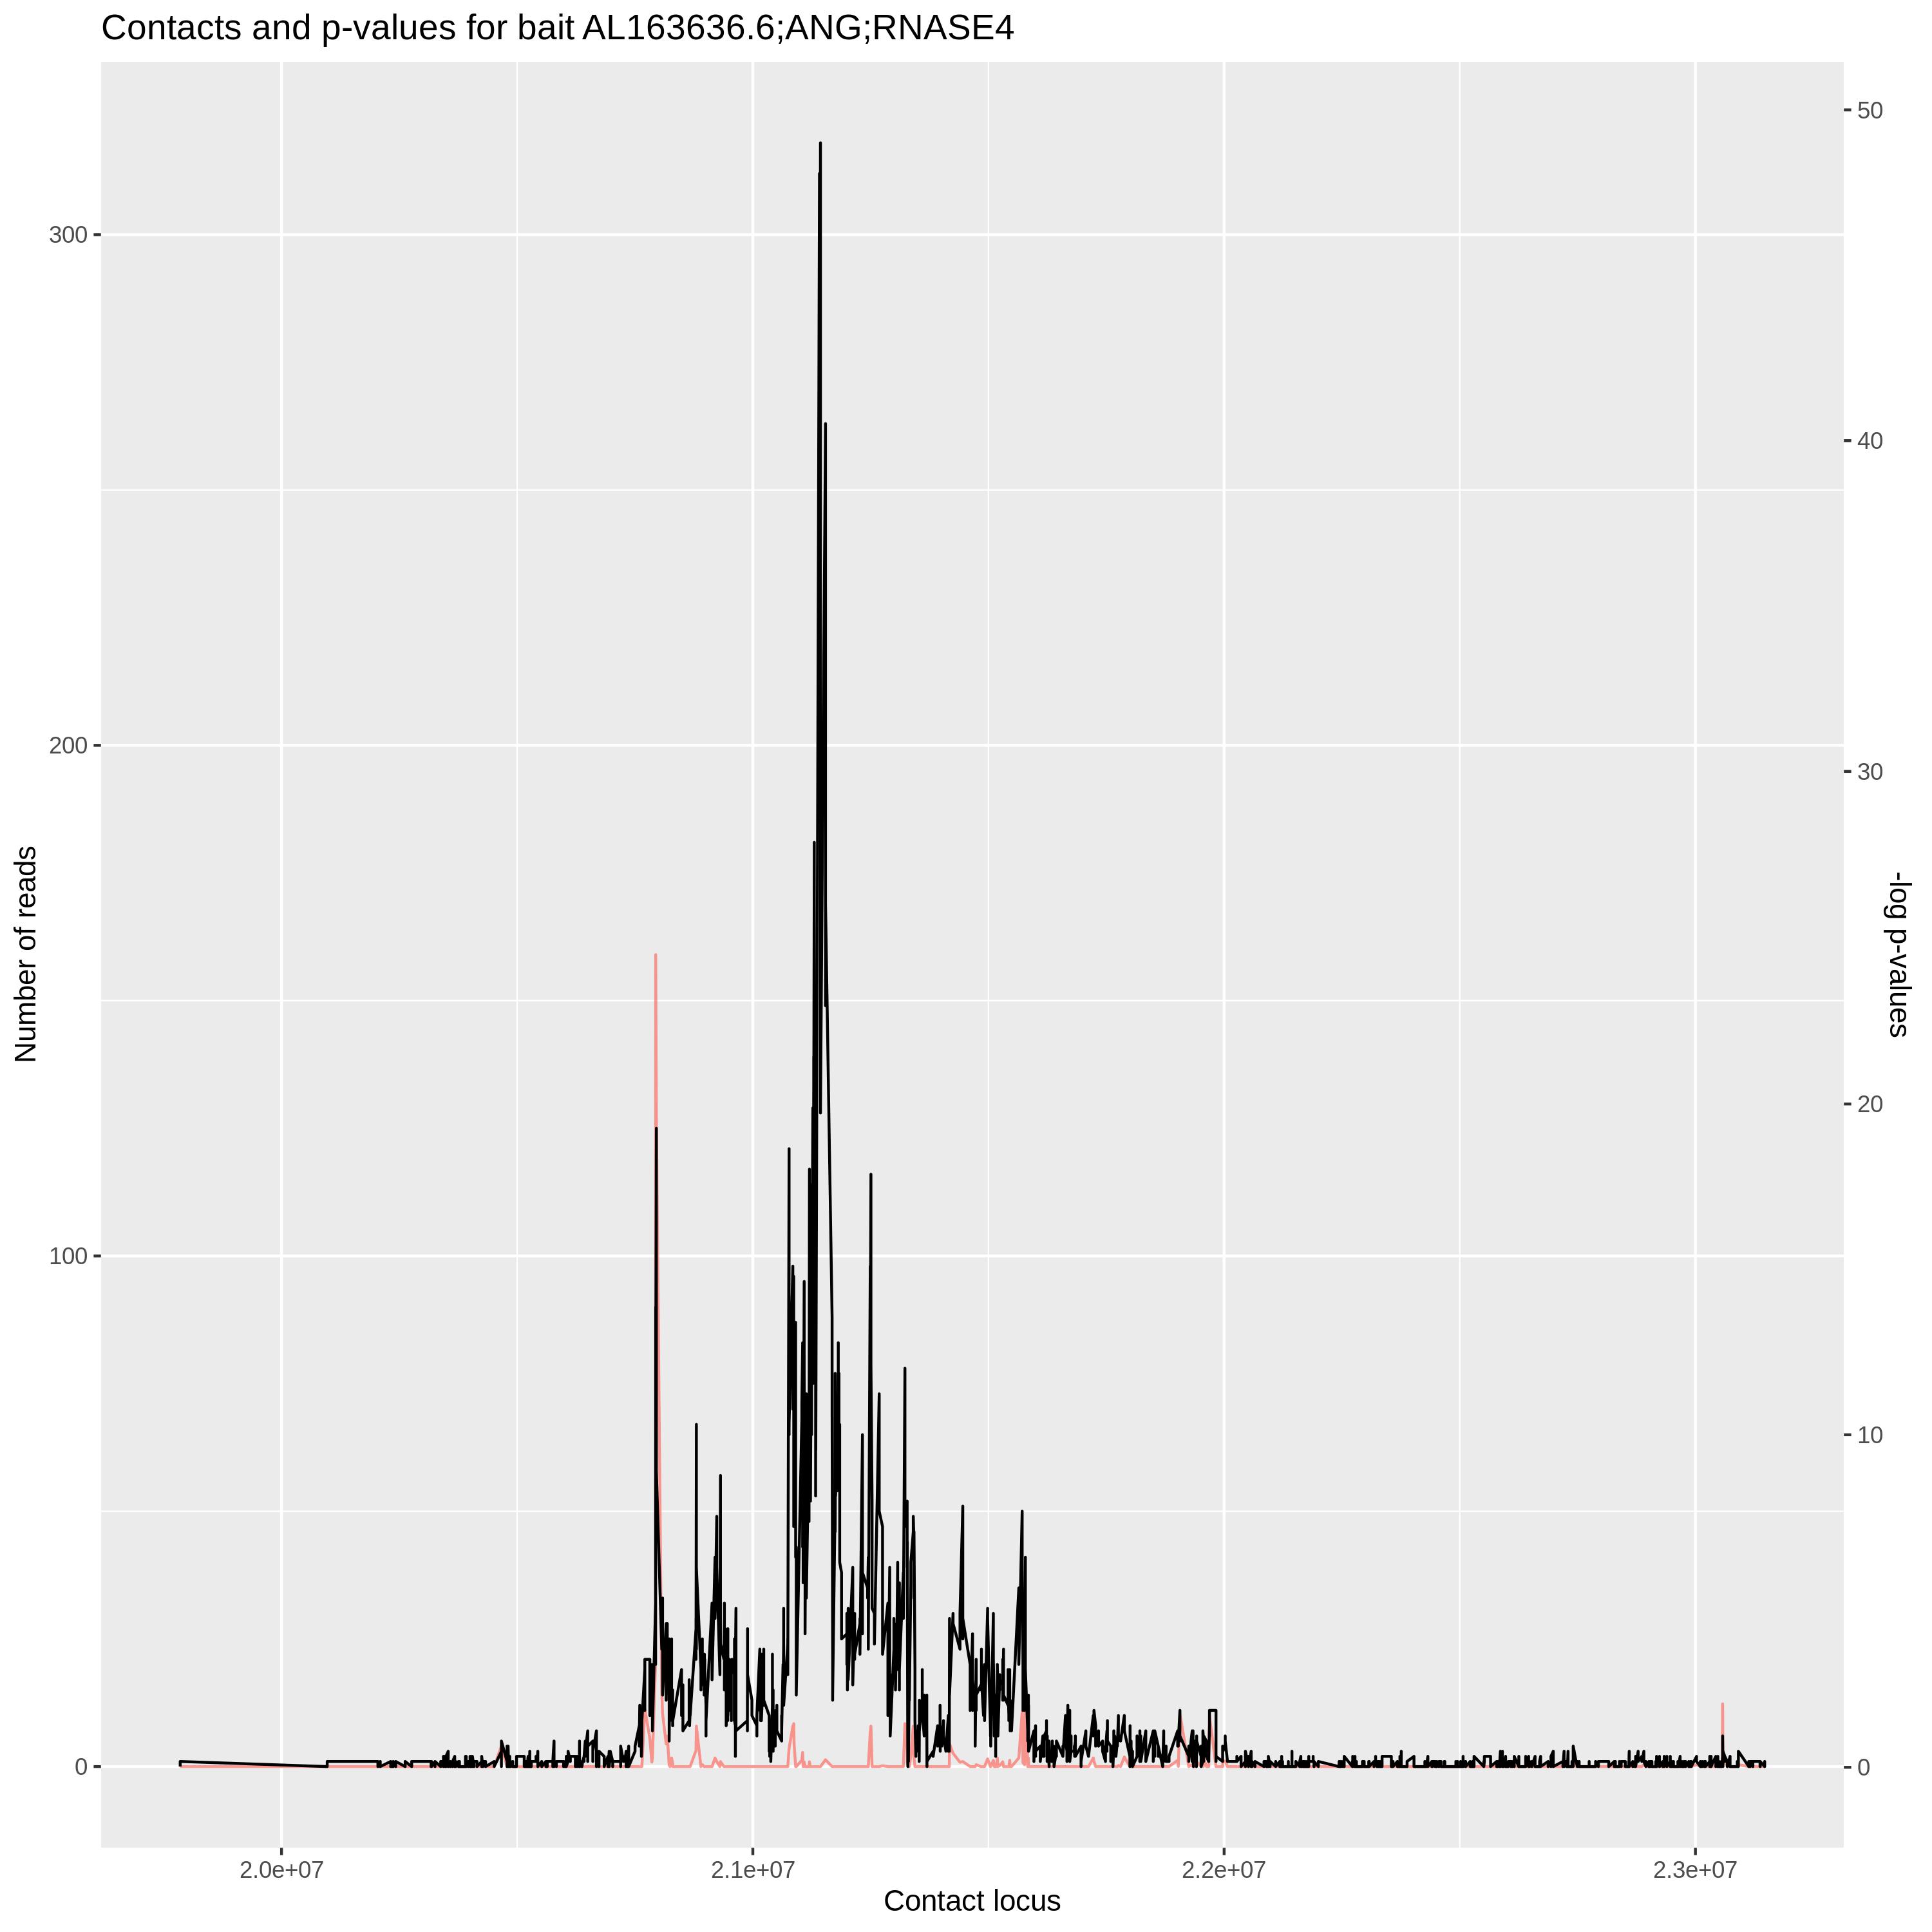 Contacts and p-values for bait AL163636.6;ANG;RNASE4
Number of reads
300
200
100
0
50
40
30
20
10
0
-log p-values
2.0e+07
2.1e+07
2.2e+07
2.3e+07
Contact locus